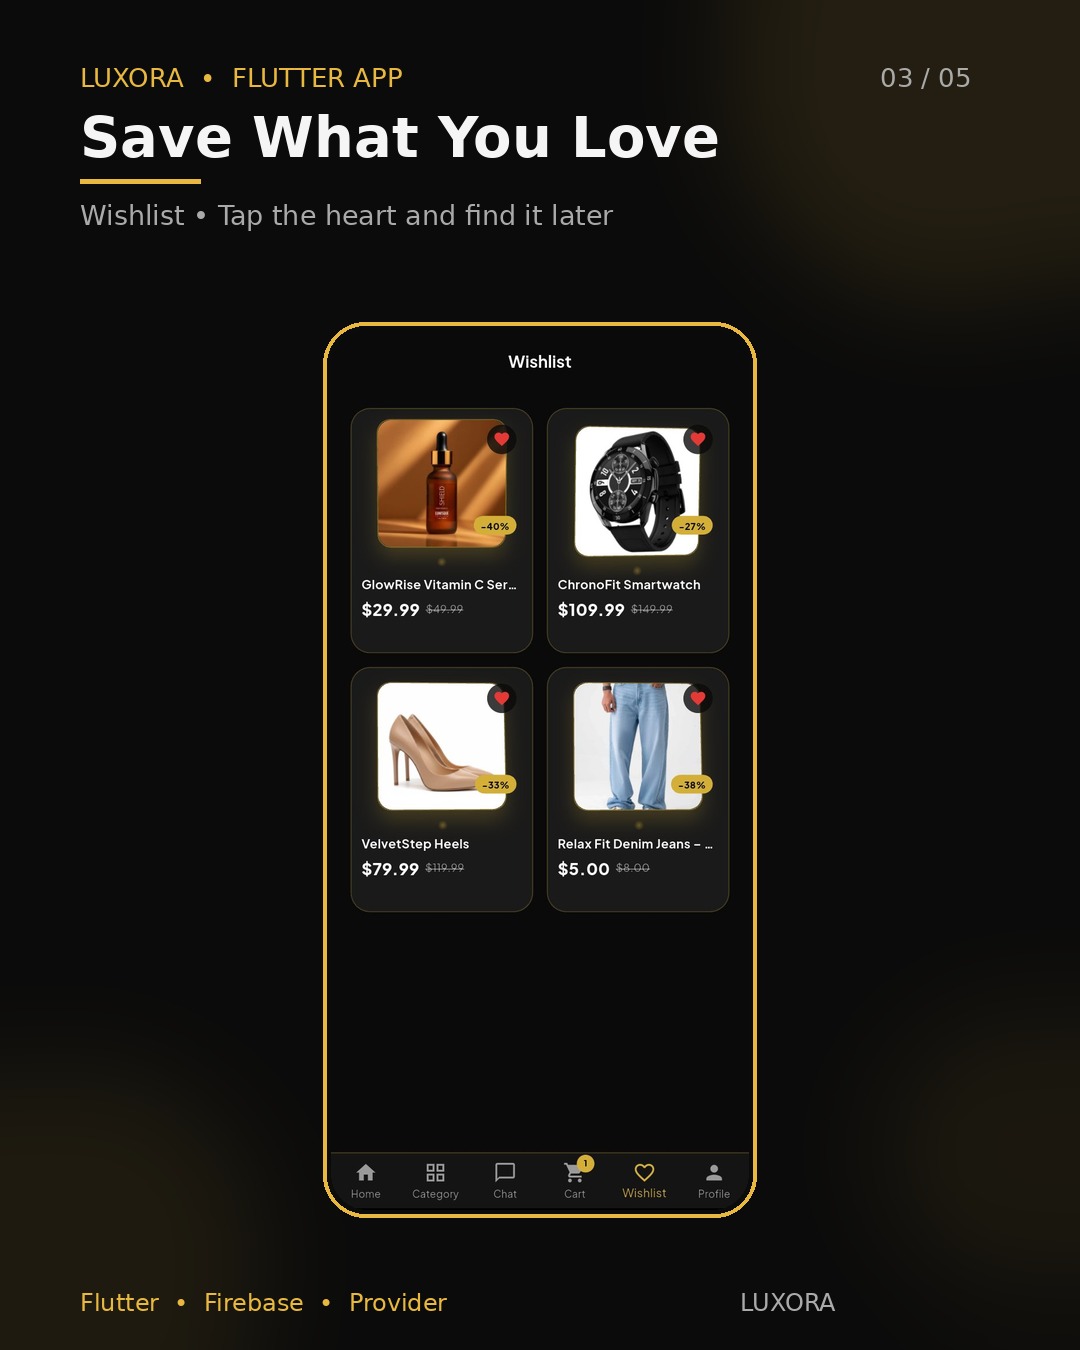 LUXORA • FLUTTER APP
03 / 05
Save What You Love
Wishlist • Tap the heart and find it later
Wishlist
-40%
-27%
GlowRise Vitamin C Ser...
ChronoFit Smartwatch
$29.99 $49.99
$109.99 $149.99
-33%
-38%
VelvetStep Heels
Relax Fit Denim Jeans – ...
$79.99 $119.99
$5.00 $8.00
1
Home
Category
Chat
Cart
Wishlist
Profile
Flutter • Firebase • Provider
LUXORA